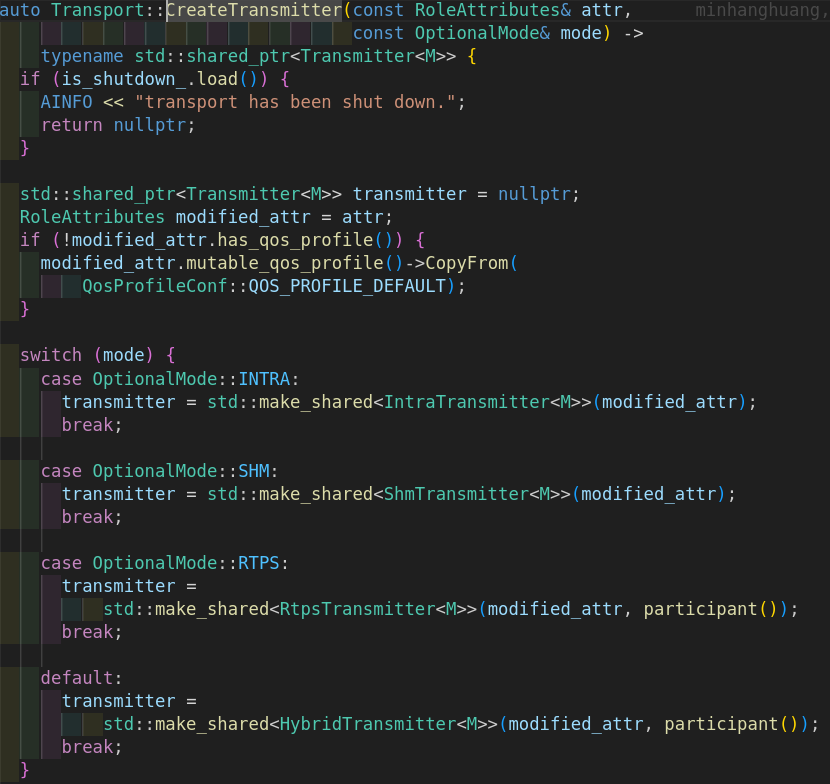 auto Transport::CreateTransmitter(const RoleAttributes& attr, minhanghuang,
const OptionalMode& mode) ->
typename std::shared_ptr<Transmitter<M>> {
if (is_shutdown_.load()) {
AINFO << "transport has been shut down.";
return nullptr;
}
std::shared_ptr<Transmitter<M>> transmitter = nullptr;
RoleAttributes modified_attr = attr;
if (!modified_attr.has_qos_profile()) {
modified_attr.mutable_qos_profile()->CopyFrom(
QosProfileConf::QOS_PROFILE_DEFAULT);
}
switch (mode) {
case OptionalMode::INTRA:
transmitter = std::make_shared<IntraTransmitter<M>>(modified_attr);
break;
case OptionalMode::SHM:
transmitter = std::make_shared<ShmTransmitter<M>>(modified_attr);
break;
case OptionalMode::RTPS:
transmitter =
std::make_shared<RtpsTransmitter<M>>(modified_attr, participant());
break;
default:
transmitter =
std::make_shared<HybridTransmitter<M>>(modified_attr, participant());
break;
}